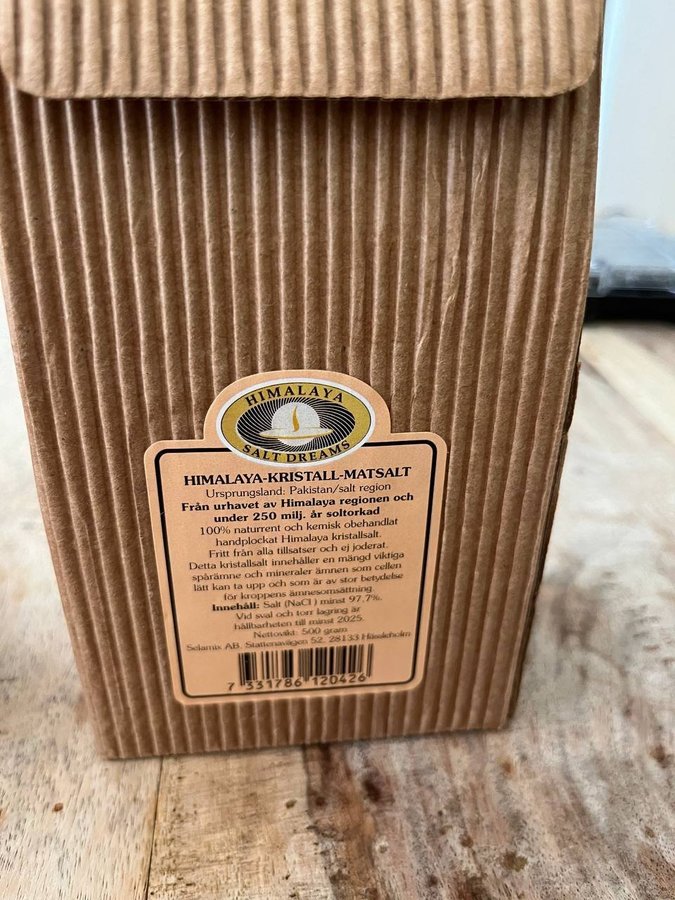 HIMALAYA
SALT DREAMS
HIMALAYA-KRISTALL-MATSALT
Ursprungsland: Pakistan/salt region
Från urhavet av Himalaya regionen och
under 250 milj. år soltorkad
100% naturrent och kemisk obehandlat
handplockat Himalaya kristallsalt.
Fritt från alla tillsatser och ej joderat.
Detta kristallsalt innehåller en mängd viktiga
spårämne och mineraler ämnen som cellen
lätt kan ta upp och som är av stor betydelse
för kroppens ämnesomsättning.
Innehåll: Salt (NaCl) minst 97.7%.
Vid sval och torr lagring är
hållbarheten till minst 2025.
Nettovikt: 500 gram
Selamix AB. Stattenavägen 52. 28133 Hässleholm
7 331786 120426